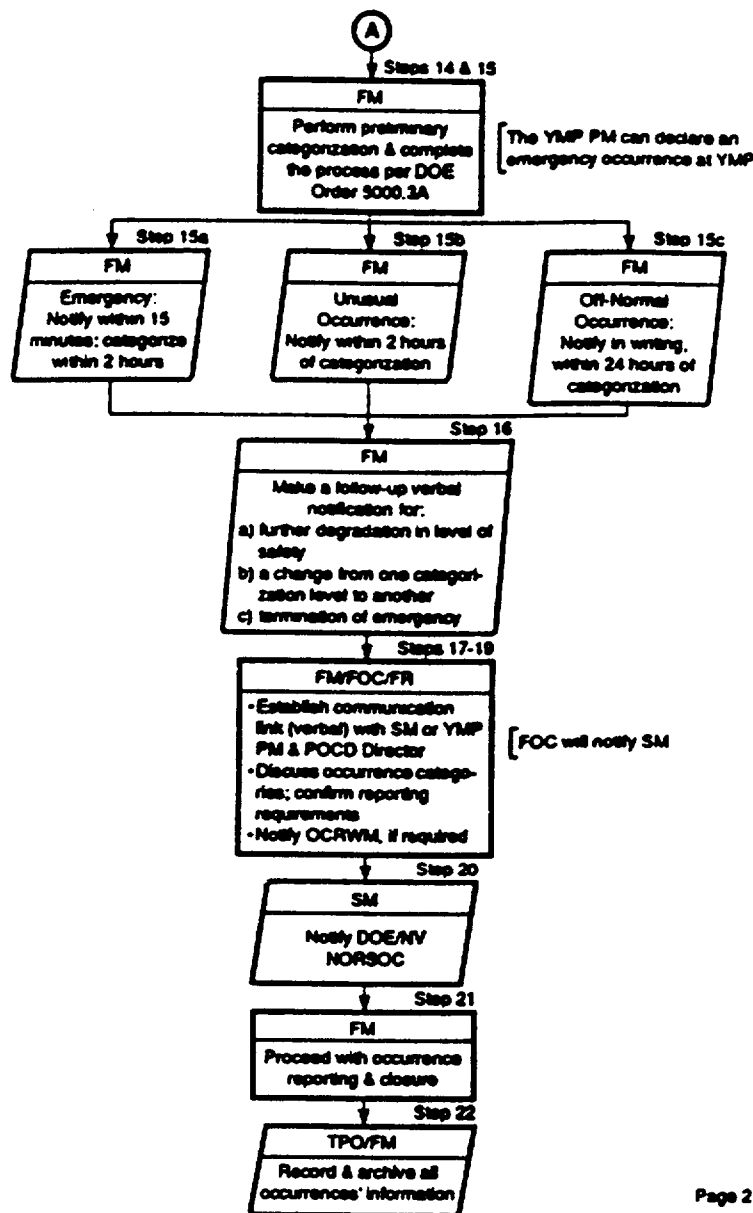 A
Steps 14 & 15
FM
Perform preliminary
categorization & complete
the process per DOE
Order 5000.3A
The YMP PM can declare an
emergency occurrence at YMP
Step 15a
FM
Emergency:
Notify within 15
minutes: categorize
within 2 hours
Step 15b
FM
Unusual
Occurrence:
Notify within 2 hours
of categorization
Step 15c
FM
Off-Normal
Occurrence:
Notify in writing,
within 24 hours of
categorization
Step 16
FM
Make a follow-up verbal
notification for:
a) further degradation in level of
safety
b) a change from one categori-
zation level to another
c) termination of emergency
Steps 17-19
FM/FOC/FR
•Establish communication
link (verbal) with SM or YMP
PM & POCD Director
•Discuss occurrence catego-
ries; confirm reporting
requirements
•Notify OCRWM, if required
FOC will notify SM
Step 20
SM
Notify DOE/NV
NORSOC
Step 21
FM
Proceed with occurrence
reporting & closure
Step 22
TPO/FM
Record & archive all
occurrences' information
Page 2